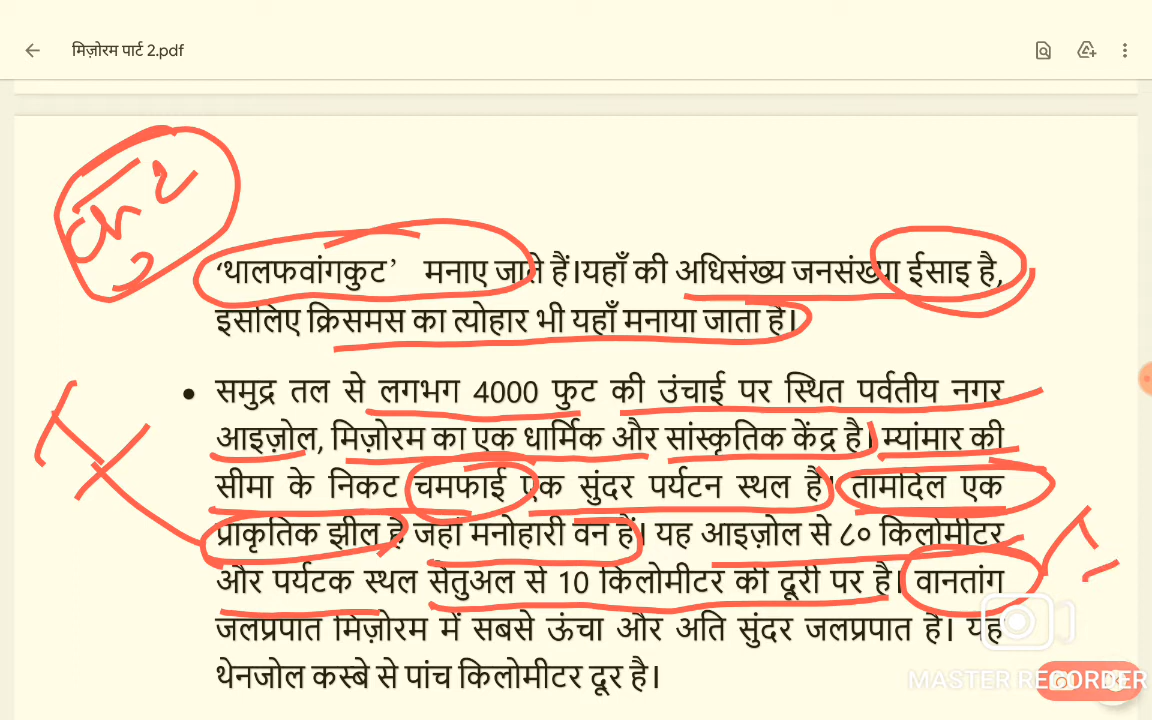 मिज़ोरम पार्ट 2.pdf
‘थालफवांगकुट’ मनाए जाते हैं।यहाँ की अधिसंख्य जनसंख्या ईसाइ है,
इसलिए क्रिसमस का त्योहार भी यहाँ मनाया जाता है।
• समुद्र तल से लगभग 4000 फुट की उंचाई पर स्थित पर्वतीय नगर
आइज़ोल, मिज़ोरम का एक धार्मिक और सांस्कृतिक केंद्र है। म्यांमार की
सीमा के निकट चमफाई एक सुंदर पर्यटन स्थल है। तामदिल एक
प्राकृतिक झील है जहां मनोहारी वन हैं। यह आइज़ोल से ८० किलोमीटर
और पर्यटक स्थल सेतुअल से 10 किलोमीटर की दूरी पर है। वानतांग
जलप्रपात मिज़ोरम में सबसे ऊंचा और अति सुंदर जलप्रपात है। यह
थेनजोल कस्बे से पांच किलोमीटर दूर है।
MASTER RECORDER